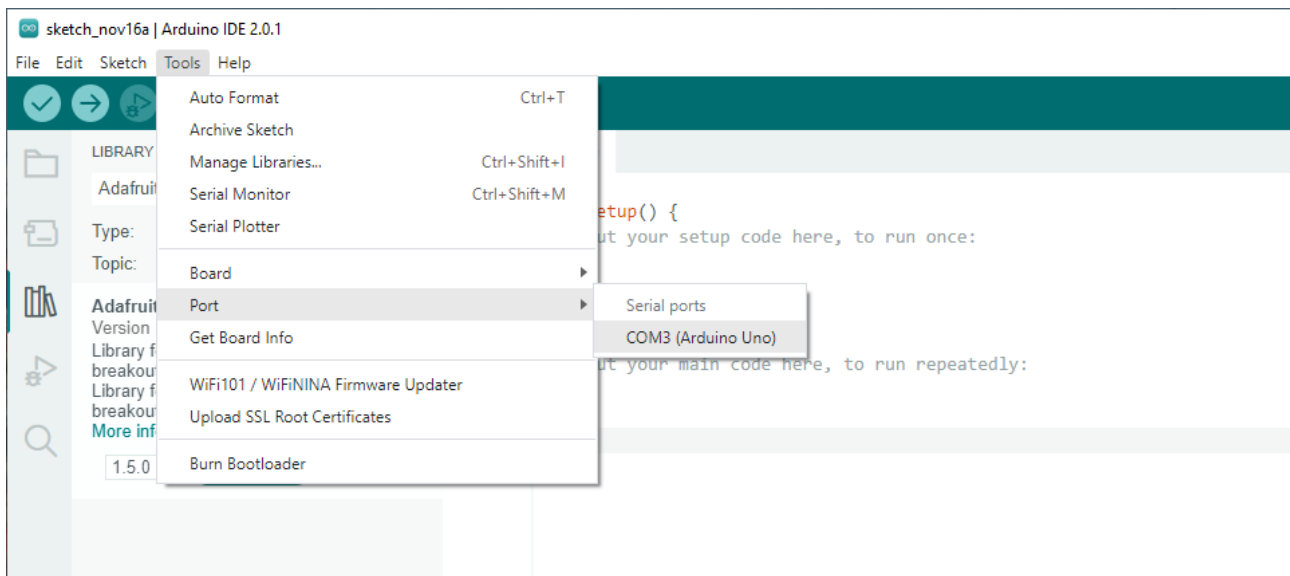 sketch_nov16a | Arduino IDE 2.0.1
File Edit Sketch Tools Help
Auto Format Ctrl+T
Archive Sketch
Manage Libraries... Ctrl+Shift+I
Serial Monitor Ctrl+Shift+M
Serial Plotter
Board
Port
Get Board Info
WiFi101 / WiFiNINA Firmware Updater
Upload SSL Root Certificates
Burn Bootloader
Serial ports
COM3 (Arduino Uno)
LIBRARY
Adafruit
Type:
Topic:
Adafruit
Version
Library f
breakou
Library f
breakou
More inf
1.5.0
etup() {
ut your setup code here, to run once:
ut your main code here, to run repeatedly: